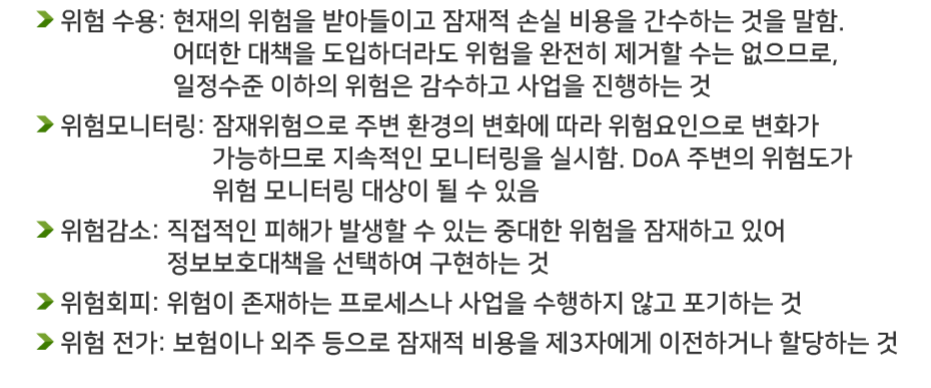 위험 수용: 현재의 위험을 받아들이고 잠재적 손실 비용을 간수하는 것을 말함.
어떠한 대책을 도입하더라도 위험을 완전히 제거할 수는 없으므로,
일정수준 이하의 위험은 감수하고 사업을 진행하는 것
위험모니터링: 잠재위험으로 주변 환경의 변화에 따라 위험요인으로 변화가
가능하므로 지속적인 모니터링을 실시함. DoA 주변의 위험도가
위험 모니터링 대상이 될 수 있음
위험감소: 직접적인 피해가 발생할 수 있는 중대한 위험을 잠재하고 있어
정보보호대책을 선택하여 구현하는 것
위험회피: 위험이 존재하는 프로세스나 사업을 수행하지 않고 포기하는 것
위험 전가: 보험이나 외주 등으로 잠재적 비용을 제3자에게 이전하거나 할당하는 것